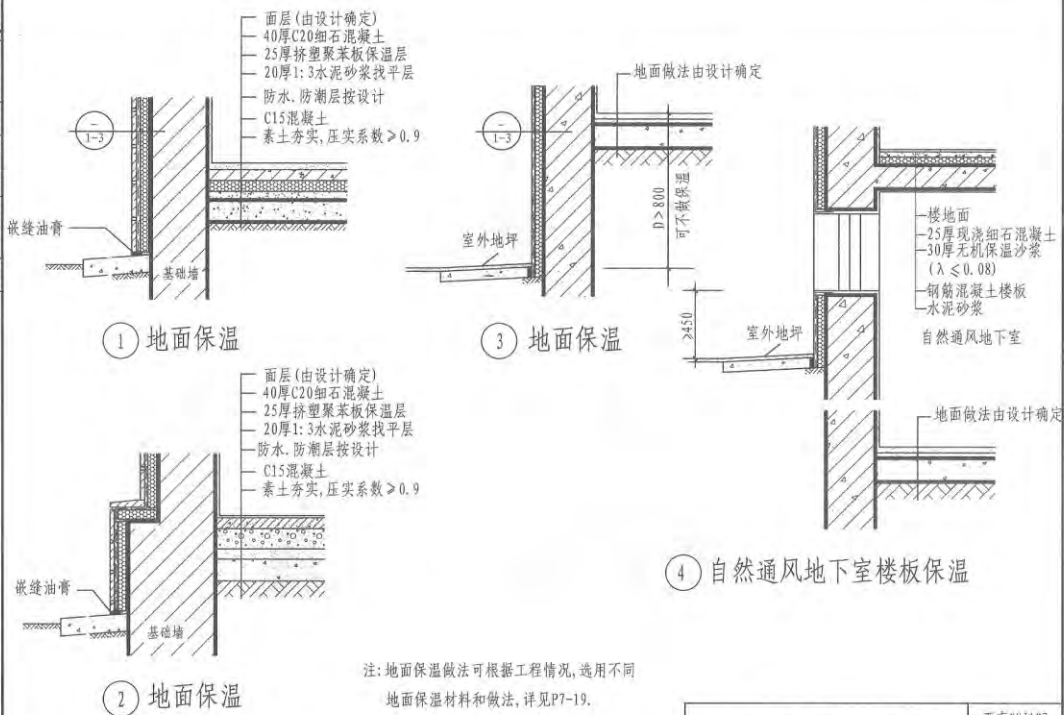 面层(由设计确定)
40厚C20细石混凝土
25厚挤塑聚苯板保温层
20厚1:3水泥砂浆找平层
防水.防潮层按设计
C15混凝土
素土夯实,压实系数≥0.9
—
1-3
嵌缝油膏
基础墙
1 地面保温
地面做法由设计确定
—
1-3
D>800
可不做保温
室外地坪
3 地面保温
楼地面
25厚现浇细石混凝土
30厚无机保温沙浆
(λ≤0.08)
钢筋混凝土楼板
水泥砂浆
自然通风地下室
≥450
室外地坪
地面做法由设计确定
4 自然通风地下室楼板保温
面层(由设计确定)
40厚C20细石混凝土
25厚挤塑聚苯板保温层
20厚1:3水泥砂浆找平层
防水.防潮层按设计
C15混凝土
素土夯实,压实系数≥0.9
嵌缝油膏
基础墙
2 地面保温
注:地面保温做法可根据工程情况,选用不同
地面保温材料和做法,详见P7-19.